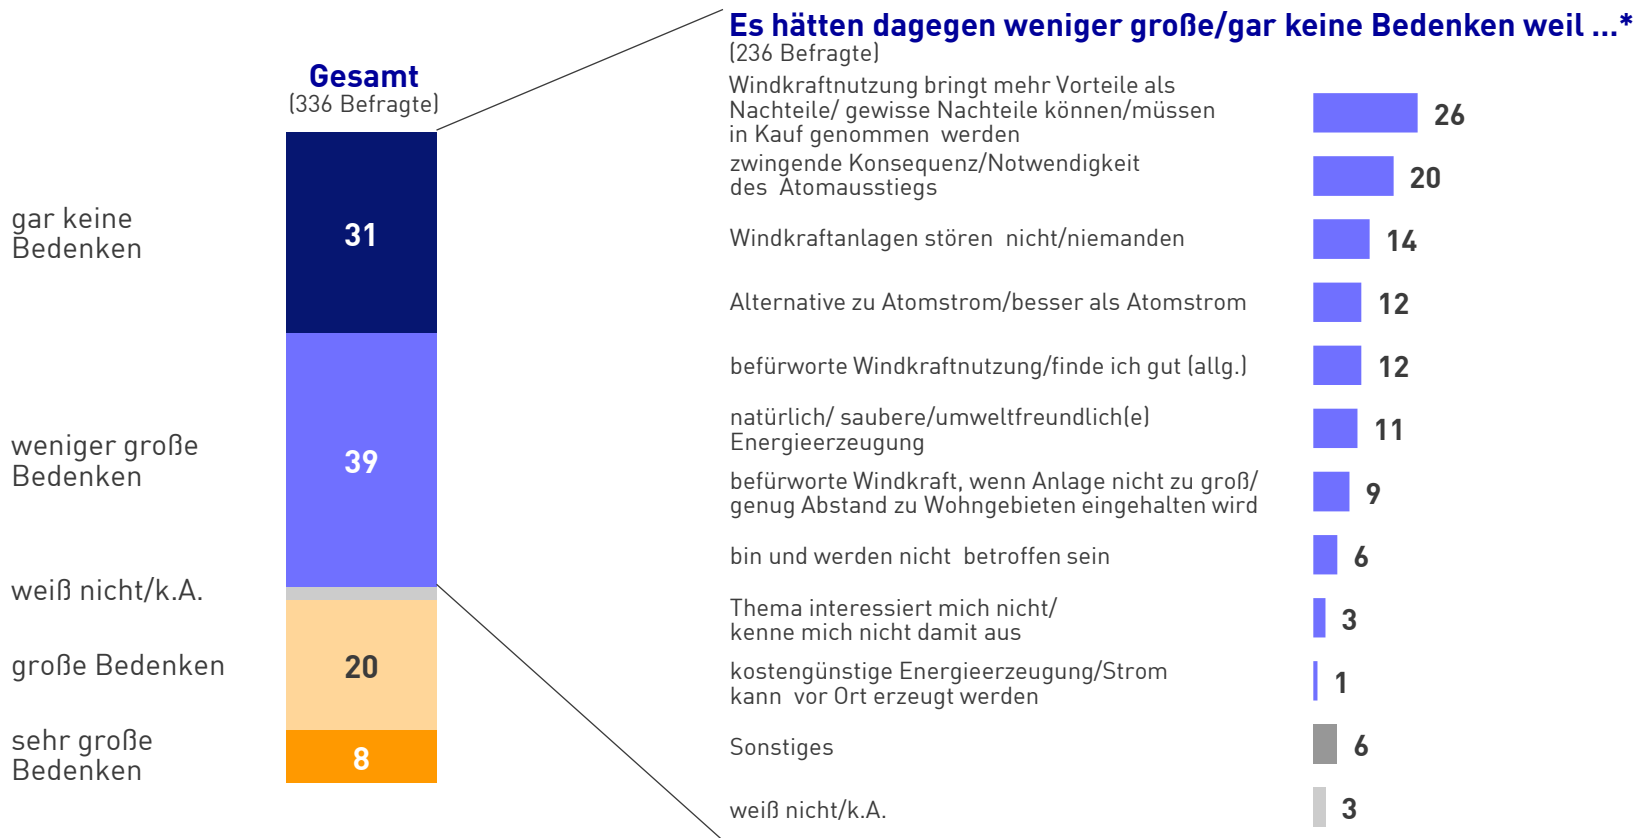 Es hätten dagegen weniger große/gar keine Bedenken weil ...*
(236 Befragte)
Gesamt
(336 Befragte)
gar keine
Bedenken
31
weniger große
Bedenken
39
weiß nicht/k.A.
große Bedenken
20
sehr große
Bedenken
8
Windkraftnutzung bringt mehr Vorteile als
Nachteile/ gewisse Nachteile können/müssen
in Kauf genommen werden
26
zwingende Konsequenz/Notwendigkeit
des Atomausstiegs
20
Windkraftanlagen stören nicht/niemanden
14
Alternative zu Atomstrom/besser als Atomstrom
12
befürworte Windkraftnutzung/finde ich gut (allg.)
12
natürlich/ saubere/umweltfreundlich(e)
Energieerzeugung
11
befürworte Windkraft, wenn Anlage nicht zu groß/
genug Abstand zu Wohngebieten eingehalten wird
9
bin und werden nicht betroffen sein
6
Thema interessiert mich nicht/
kenne mich nicht damit aus
3
kostengünstige Energieerzeugung/Strom
kann vor Ort erzeugt werden
1
Sonstiges
6
weiß nicht/k.A.
3